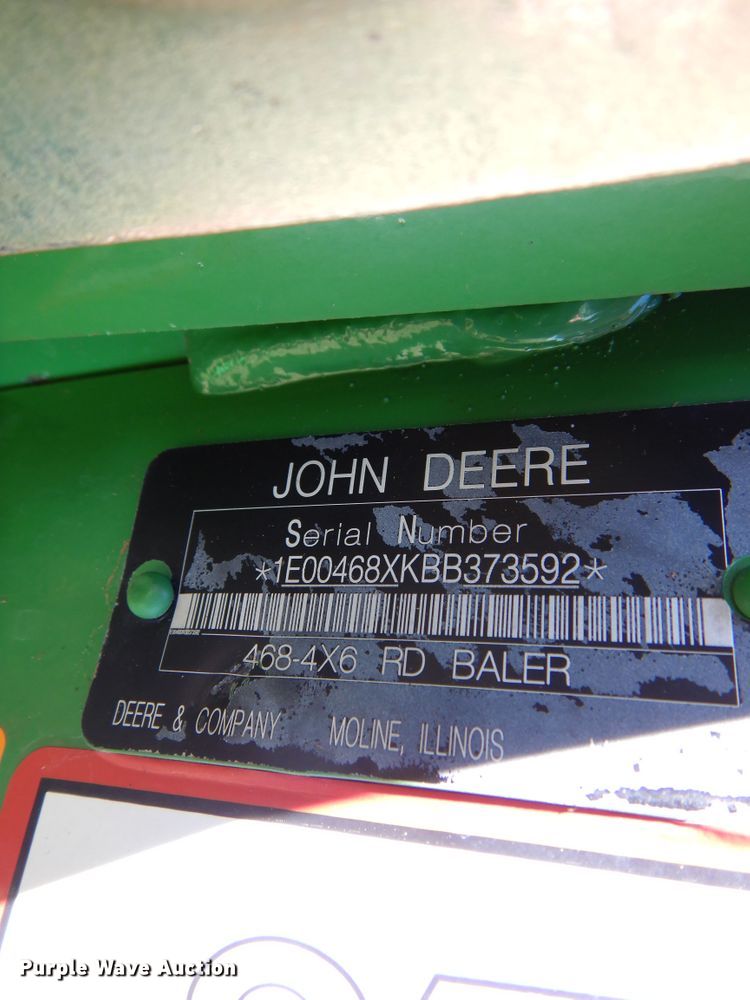 JOHN DEERE
Serial Number
*1E00468XKBB373592*
468-4X6 RD BALER
DEERE & COMPANY MOLINE, ILLINOIS
Purple Wave Auction